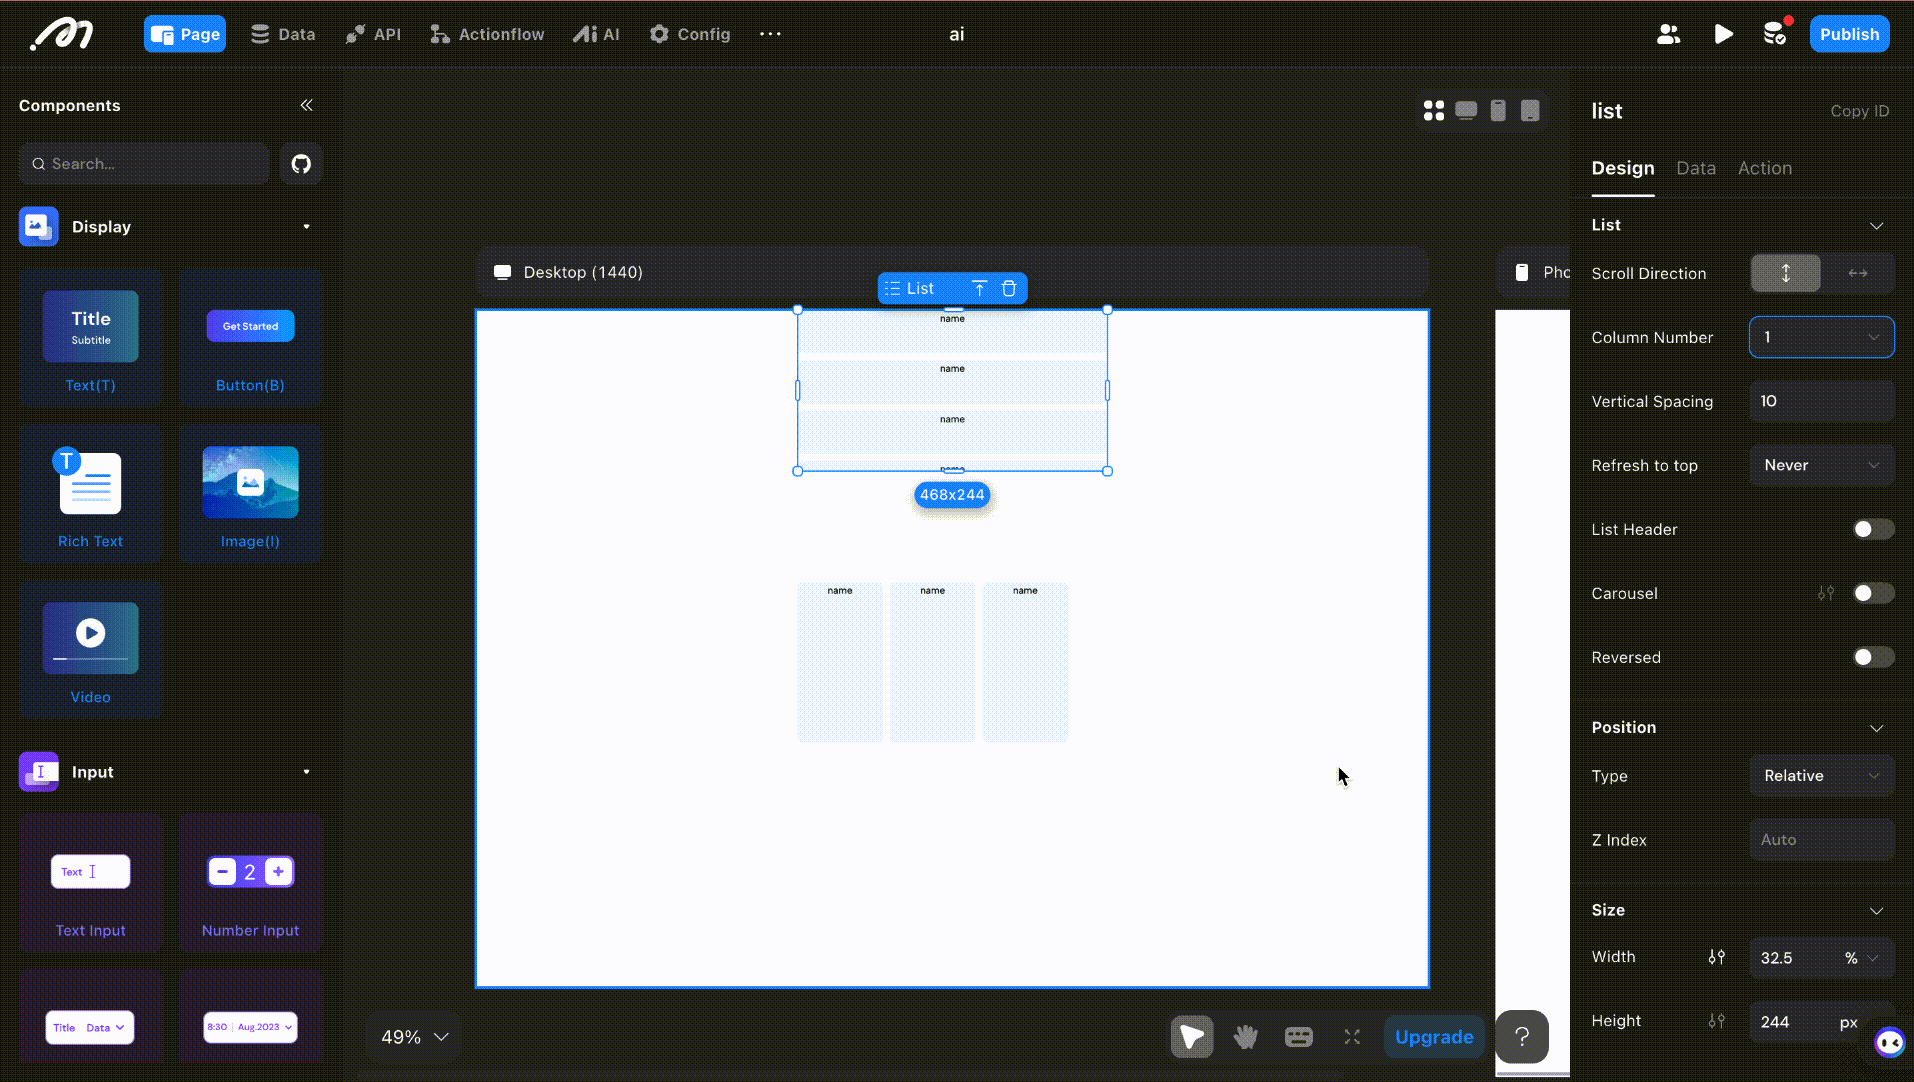 Page
Data
API
Actionflow
AI
Config
ai
Publish
Components
Search...
Display
Title
Subtitle
Text(T)
Get Started
Button(B)
T
Rich Text
Image(I)
Video
Input
Text
Text Input
2
Number Input
Title Data
8:30 Aug.2023
Desktop (1440)
Pho
List
name
name
name
name
468x244
name
name
name
49%
Upgrade
?
list
Copy ID
Design
Data
Action
List
Scroll Direction
Column Number
1
Vertical Spacing
10
Refresh to top
Never
List Header
Carousel
Reversed
Position
Type
Relative
Z Index
Auto
Size
Width
32.5
%
Height
244
px